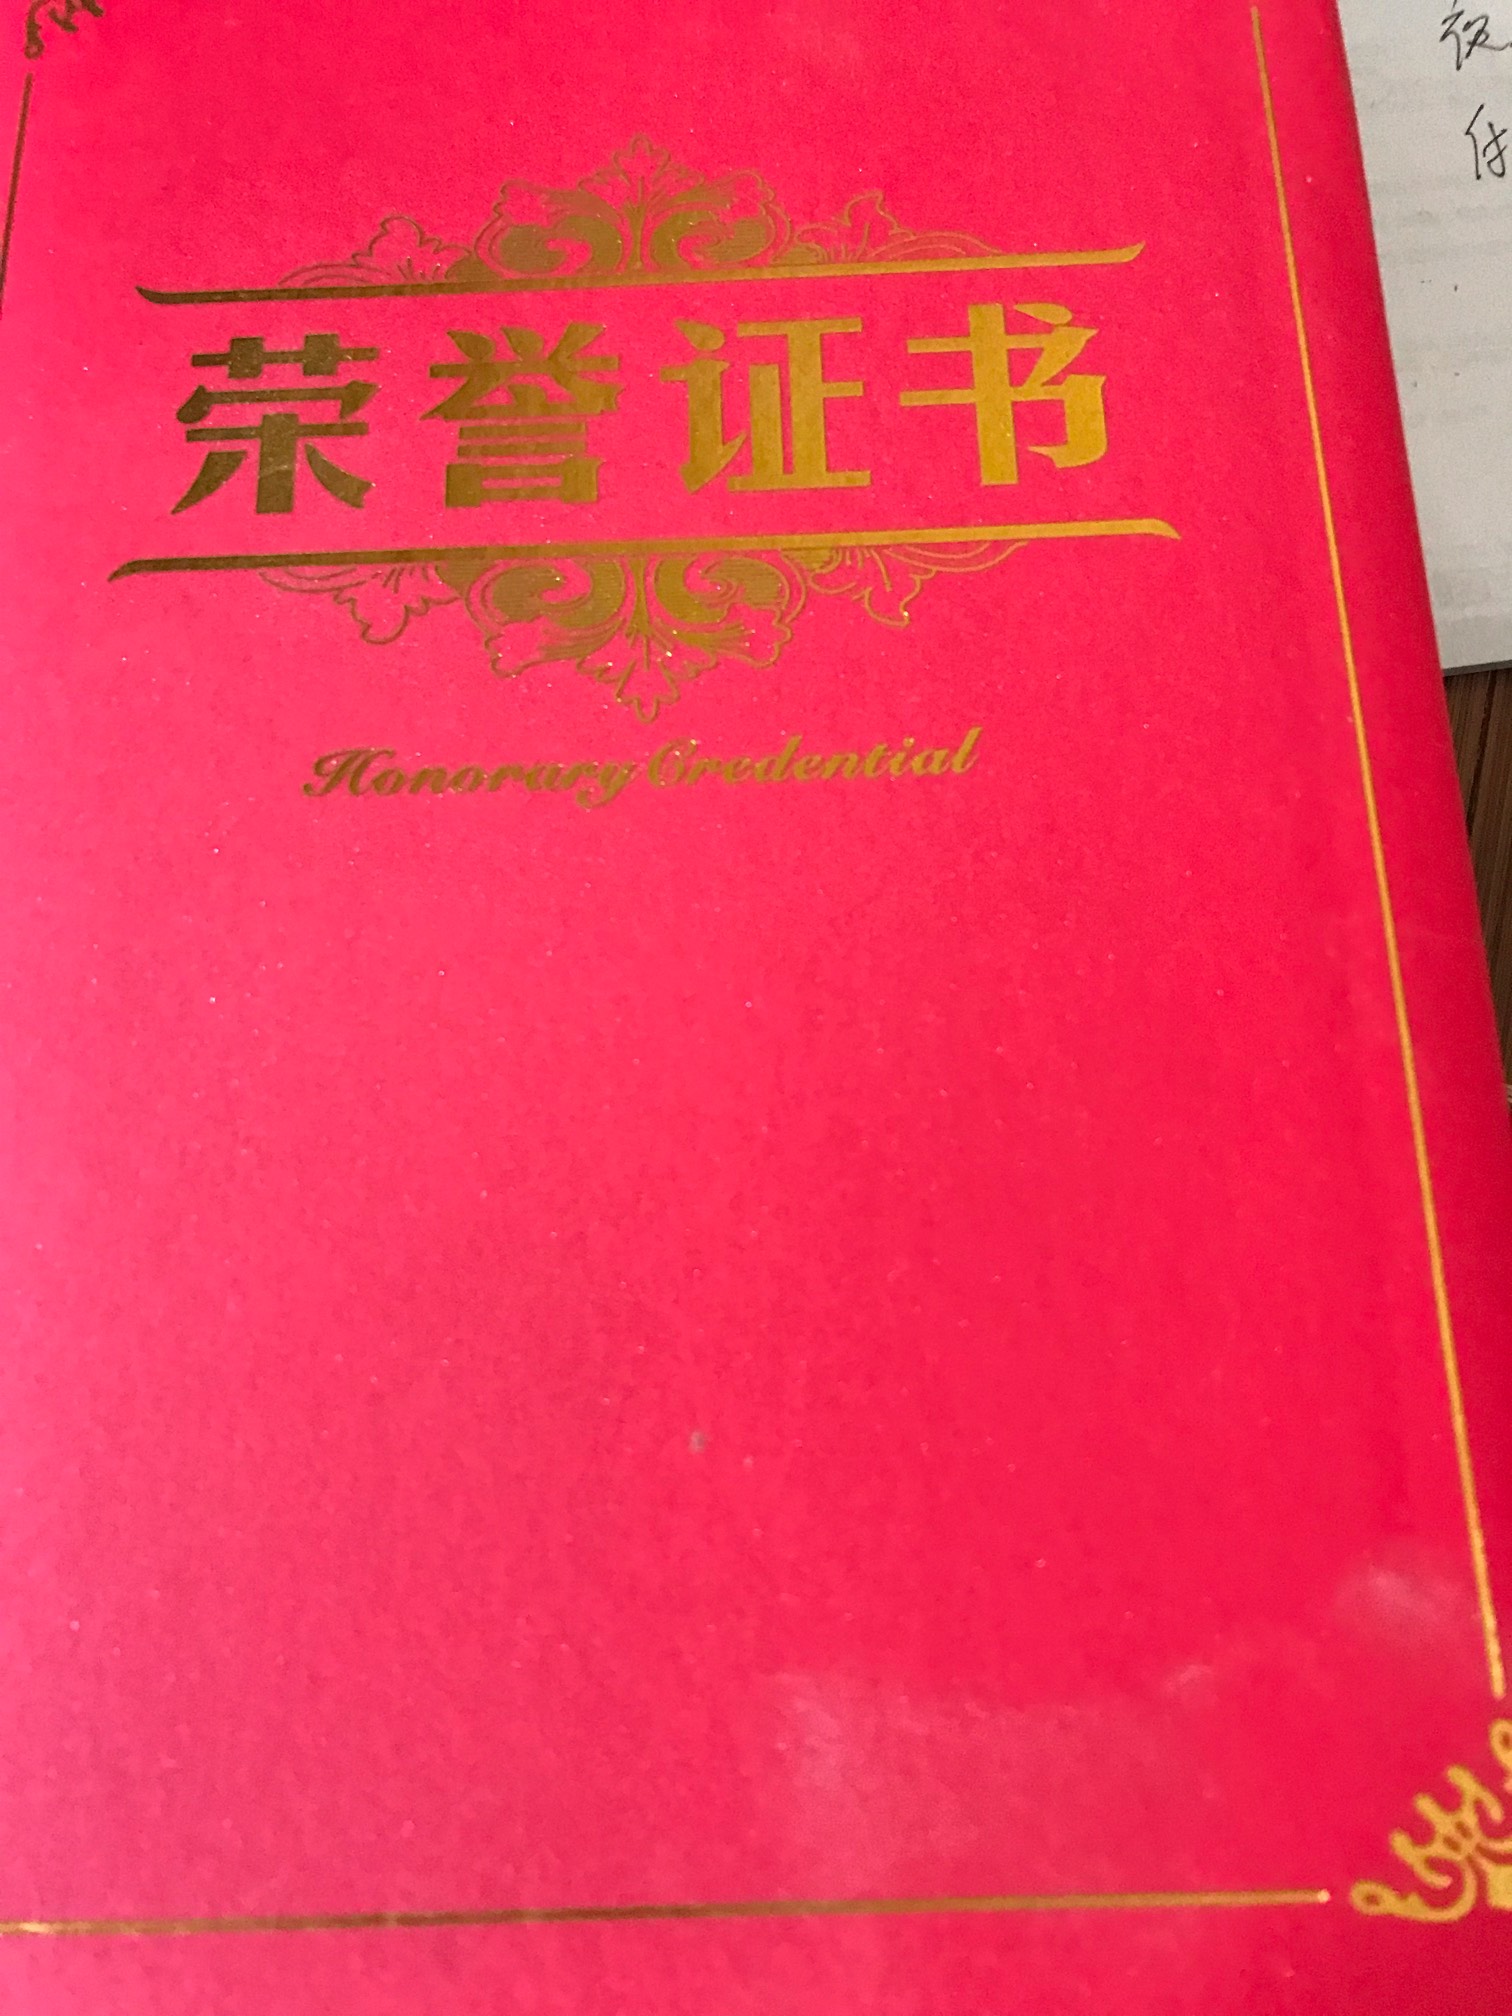 荣誉证书
Honorary Credential